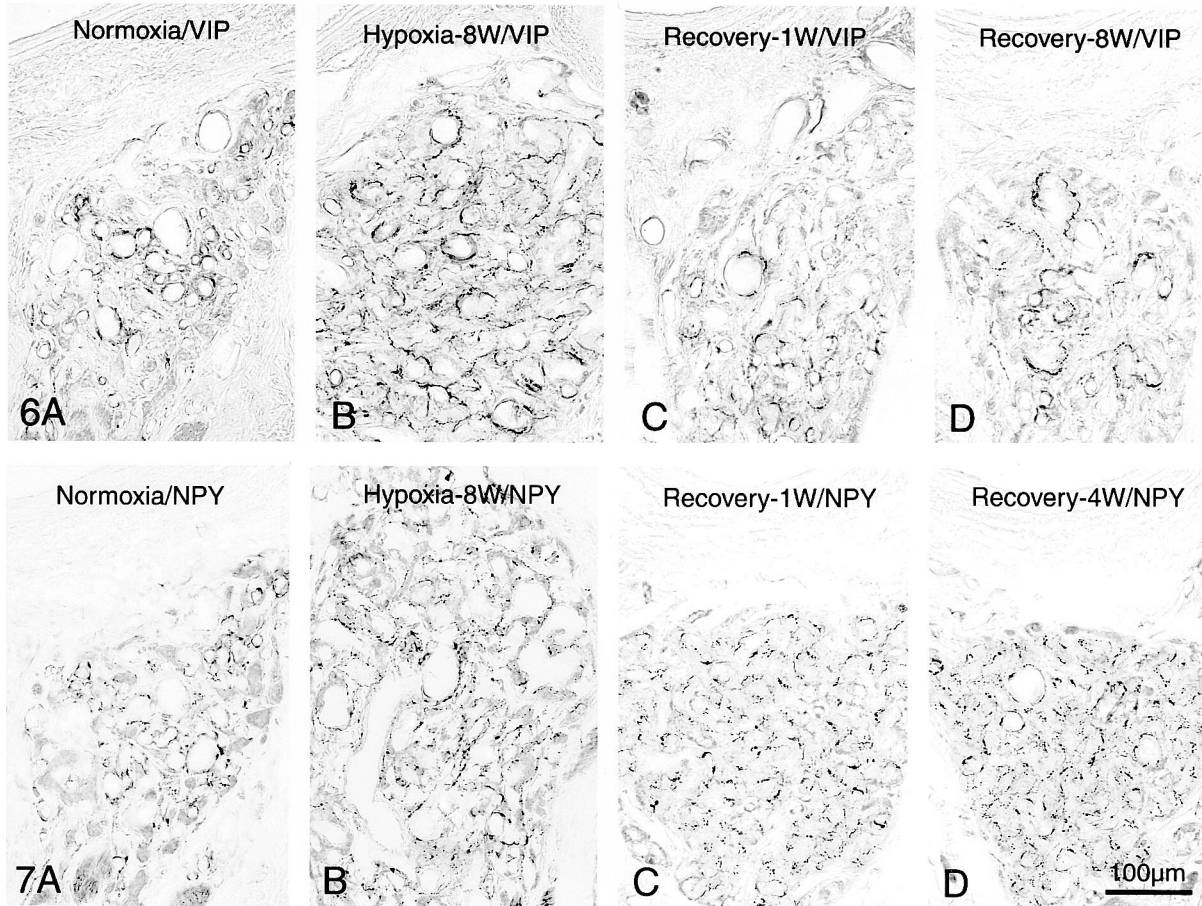 Normoxia/VIP
Hypoxia-8W/VIP
Recovery-1W/VIP
Recovery-8W/VIP
6A
B
C
D
Normoxia/NPY
Hypoxia-8W/NPY
Recovery-1W/NPY
Recovery-4W/NPY
7A
B
C
D
100µm